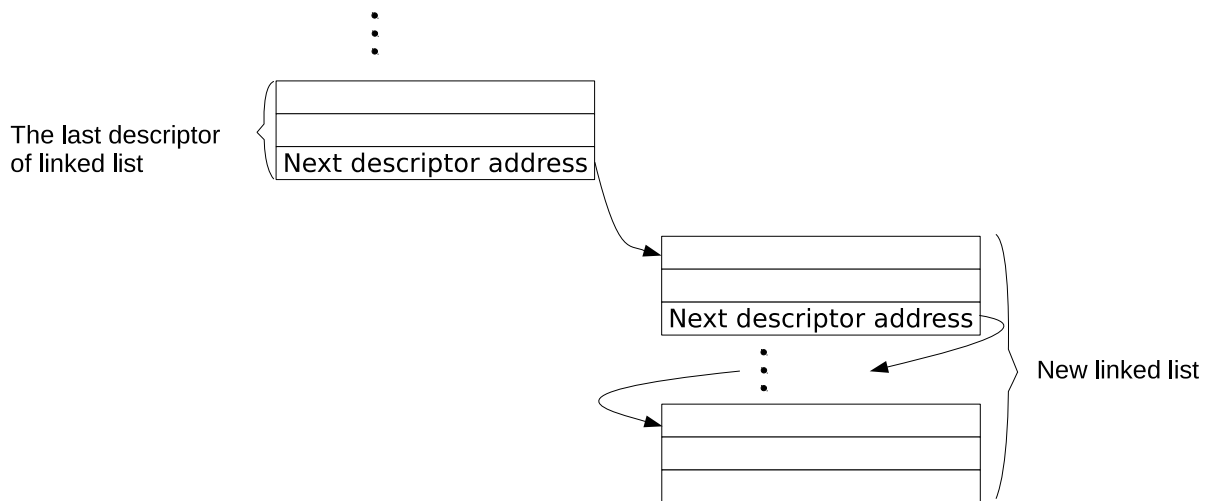 The last descriptor
of linked list
Next descriptor address
Next descriptor address
New linked list